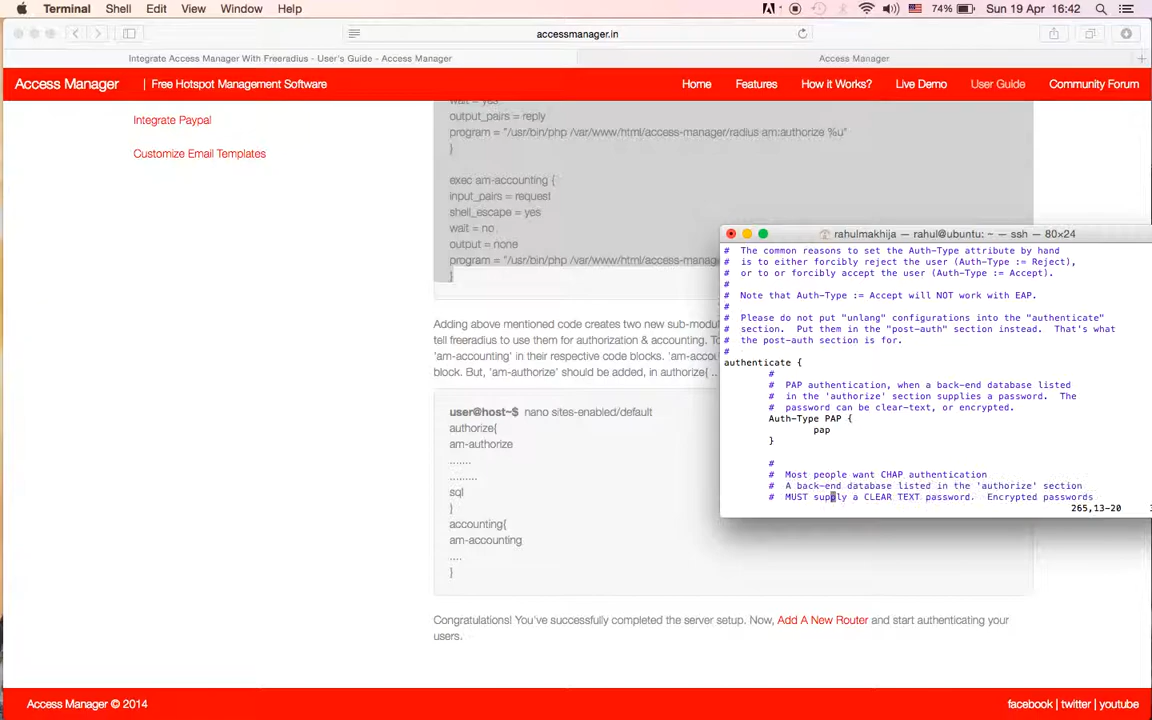 Terminal Shell Edit View Window Help 74% Sun 19 Apr 16:42
accessmanager.in
Integrate Access Manager With Freeradius - User's Guide - Access Manager Access Manager
Access Manager | Free Hotspot Management Software Home Features How it Works? Live Demo User Guide Community Forum
Integrate Paypal
Customize Email Templates
wait = yes
output_pairs = reply
program = "/usr/bin/php /var/www/html/access-manager/radius am:authorize %u"
}
exec am-accounting {
input_pairs = request
shell_escape = yes
wait = no
output = none
program = "/usr/bin/php /var/www/html/access-manage
}
Adding above mentioned code creates two new sub-modu
tell freeradius to use them for authorization & accounting. To
'am-accounting' in their respective code blocks. 'am-accou
block. But, 'am-authorize' should be added, in authorize{ ..
user@host~$ nano sites-enabled/default
authorize{
am-authorize
.......
.........
sql
}
accounting{
am-accounting
....
}
Congratulations! You've successfully completed the server setup. Now, Add A New Router and start authenticating your
users.
rahulmakhija — rahul@ubuntu: ~ — ssh — 80×24
# The common reasons to set the Auth-Type attribute by hand
# is to either forcibly reject the user (Auth-Type := Reject),
# or to or forcibly accept the user (Auth-Type := Accept).
#
# Note that Auth-Type := Accept will NOT work with EAP.
#
# Please do not put "unlang" configurations into the "authenticate"
# section. Put them in the "post-auth" section instead. That's what
# the post-auth section is for.
#
authenticate {
#
# PAP authentication, when a back-end database listed
# in the 'authorize' section supplies a password. The
# password can be clear-text, or encrypted.
Auth-Type PAP {
pap
}
#
# Most people want CHAP authentication
# A back-end database listed in the 'authorize' section
# MUST supply a CLEAR TEXT password. Encrypted passwords
265,13-20
Access Manager © 2014 facebook | twitter | youtube